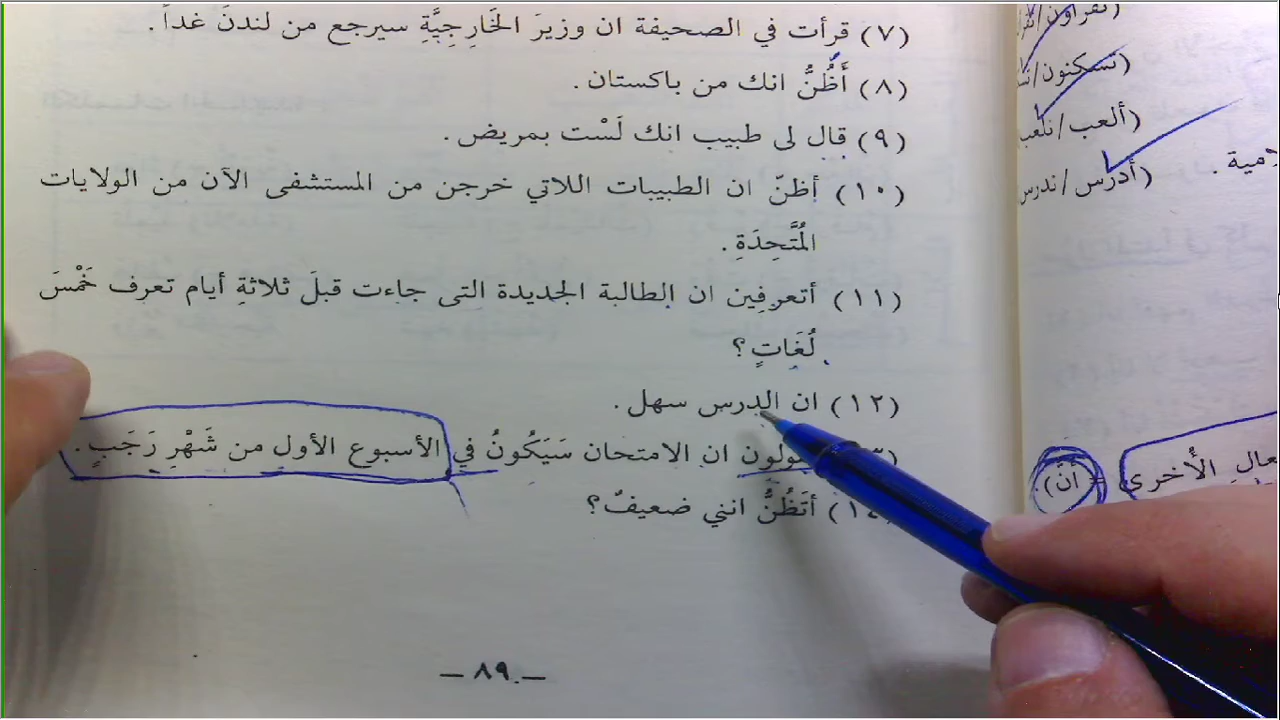 (٧) قرأت في الصحيفة ان وزيرَ الخَارِجِيَّةِ سيرجع من لندنَ غداً.
(٨) أَظُنُّ انك من باكستان.
(٩) قال لى طبيب انك لَسْت بمريض.
(١٠) أظنّ ان الطبيبات اللاتي خرجن من المستشفى الآن من الولايات
المُتَّحِدَةِ.
(١١) أتعرفِين ان الطالبة الجديدة التى جاءت قبلَ ثلاثةِ أيام تعرف خَمْسَ
لُغَاتٍ؟
(١٢) ان الدرس سهل.
ان الامتحان سَيَكُونُ في الأسبوع الأول من شَهْرِ رَجَبٍ.
(١٤) أتَظُنُّ انني ضعيفٌ؟
— ٨٩ —
(ألعب/نلعب
(أدرس/ندرس
الأخرى
(أنّ)